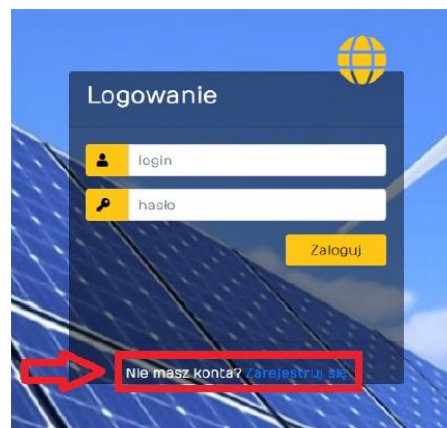 Logowanie
login
hasło
Zaloguj
Nie masz konta? Zarejestruj się